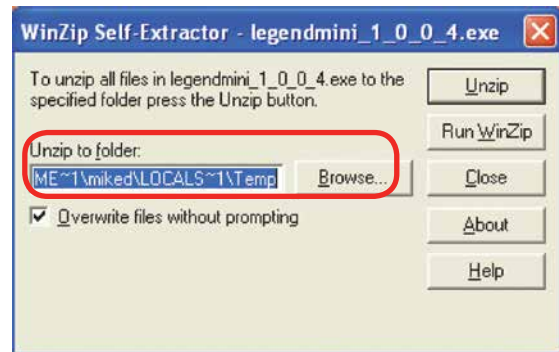 WinZip Self-Extractor - legendmini_1_0_0_4.exe
To unzip all files in legendmini_1_0_0_4.exe to the
specified folder press the Unzip button.
Unzip to folder:
ME~1\miked\LOCALS~1\Temp
Browse...
Overwrite files without prompting
Unzip
Run WinZip
Close
About
Help